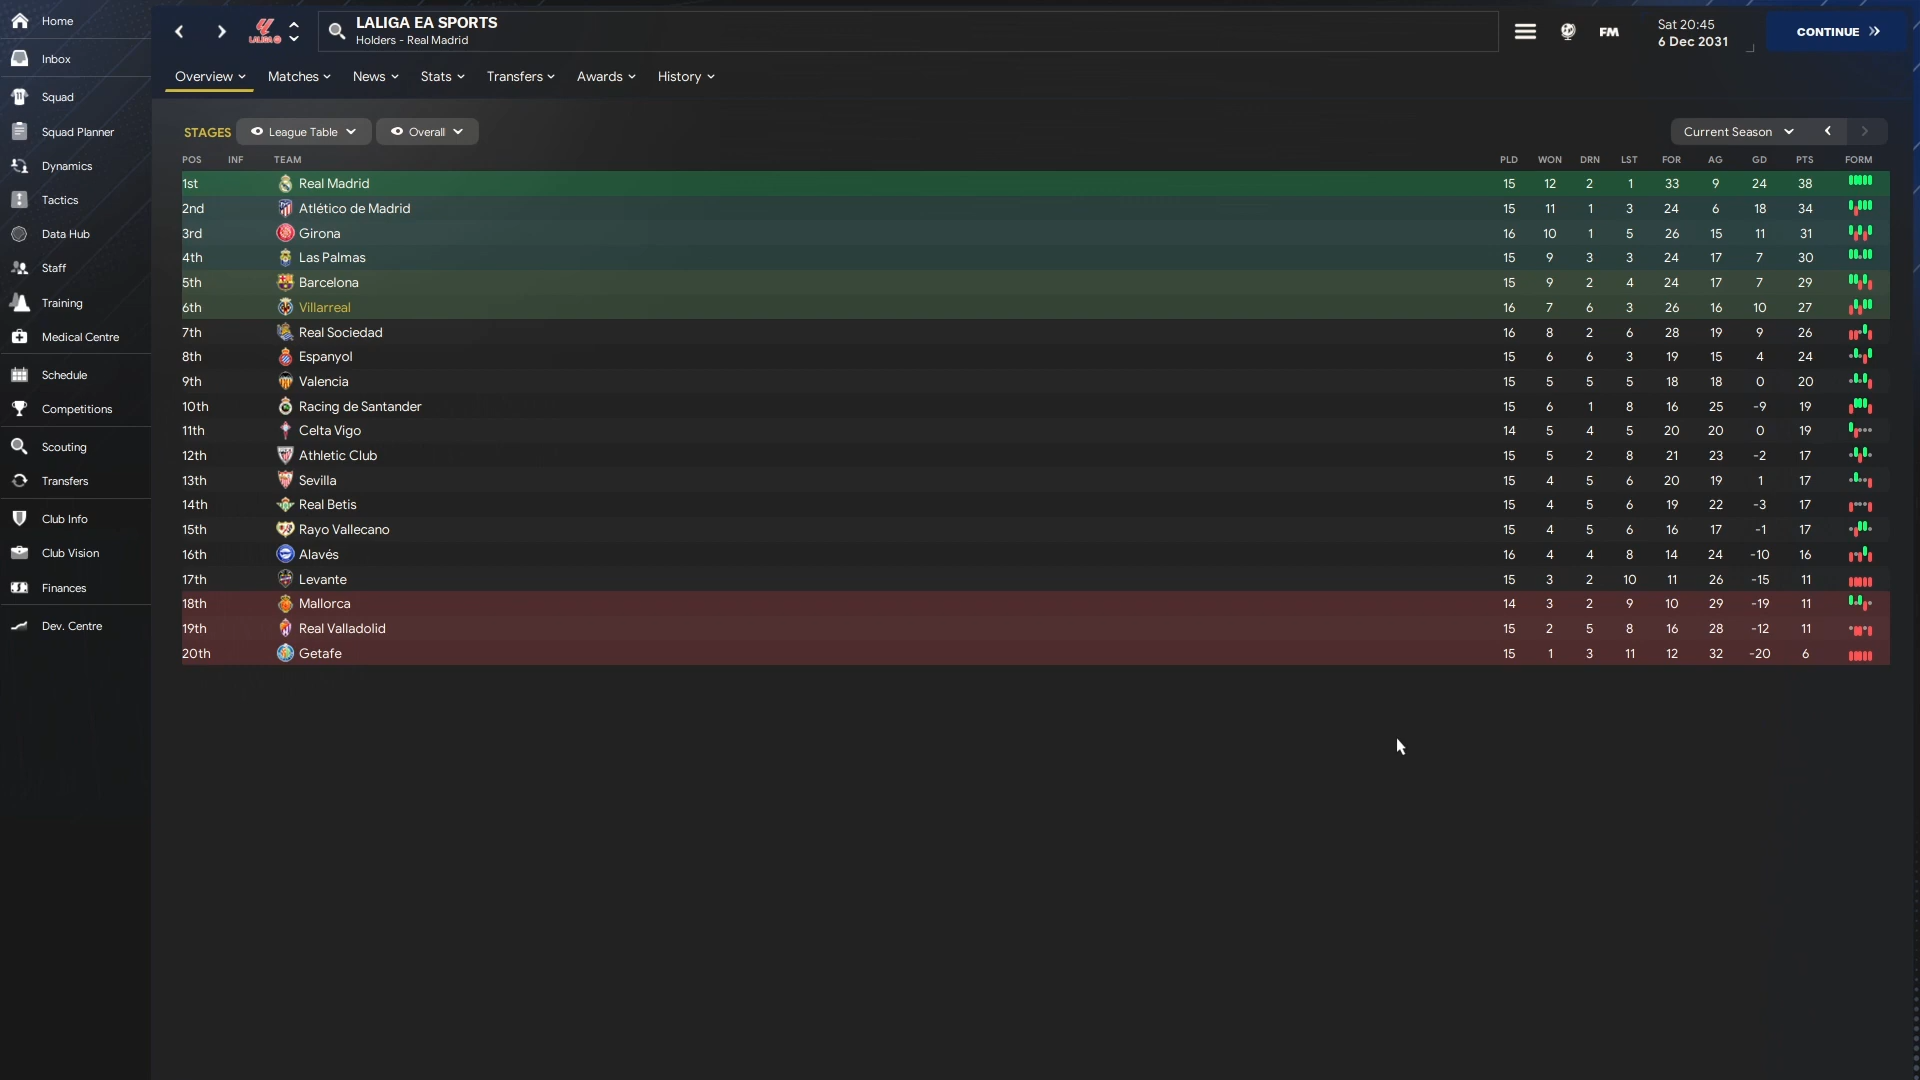 Home
Inbox
Squad
Squad Planner
Dynamics
Tactics
Data Hub
Staff
Training
Medical Centre
Schedule
Competitions
Scouting
Transfers
Club Info
Club Vision
Finances
Dev. Centre
LALIGA EA SPORTS
Holders - Real Madrid
FM
Sat 20:45
6 Dec 2031
CONTINUE
Overview Matches News Stats Transfers Awards History
STAGES League Table Overall Current Season
POS INF TEAM PLD WON DRN LST FOR AG GD PTS FORM
1st Real Madrid 15 12 2 1 33 9 24 38
2nd Atlético de Madrid 15 11 1 3 24 6 18 34
3rd Girona 16 10 1 5 26 15 11 31
4th Las Palmas 15 9 3 3 24 17 7 30
5th Barcelona 15 9 2 4 24 17 7 29
6th Villarreal 16 7 6 3 26 16 10 27
7th Real Sociedad 16 8 2 6 28 19 9 26
8th Espanyol 15 6 6 3 19 15 4 24
9th Valencia 15 5 5 5 18 18 0 20
10th Racing de Santander 15 6 1 8 16 25 -9 19
11th Celta Vigo 14 5 4 5 20 20 0 19
12th Athletic Club 15 5 2 8 21 23 -2 17
13th Sevilla 15 4 5 6 20 19 1 17
14th Real Betis 15 4 5 6 19 22 -3 17
15th Rayo Vallecano 15 4 5 6 16 17 -1 17
16th Alavés 16 4 4 8 14 24 -10 16
17th Levante 15 3 2 10 11 26 -15 11
18th Mallorca 14 3 2 9 10 29 -19 11
19th Real Valladolid 15 2 5 8 16 28 -12 11
20th Getafe 15 1 3 11 12 32 -20 6